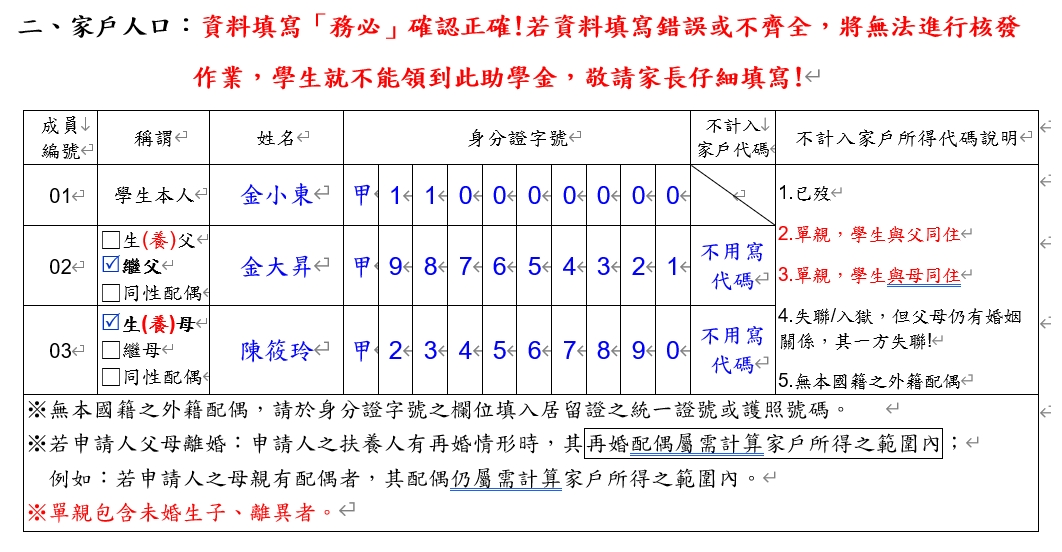 二、家戶人口：資料填寫「務必」確認正確!若資料填寫錯誤或不齊全，將無法進行核發
作業，學生就不能領到此助學金，敬請家長仔細填寫!
成員編號 稱謂 姓名 身分證字號 不計入家戶代碼 不計入家戶所得代碼說明
01 學生本人 金小東 甲 1 1 0 0 0 0 0 0 0
02 □生(養)父 ☑繼父 □同性配偶 金大昇 甲 9 8 7 6 5 4 3 2 1 不用寫代碼
03 ☑生(養)母 □繼母 □同性配偶 陳筱玲 甲 2 3 4 5 6 7 8 9 0 不用寫代碼
1.已歿
2.單親，學生與父同住
3.單親，學生與母同住
4.失聯/入獄，但父母仍有婚姻
關係，其一方失聯!
5.無本國籍之外籍配偶
※無本國籍之外籍配偶，請於身分證字號之欄位填入居留證之統一證號或護照號碼。
※若申請人父母離婚：申請人之扶養人有再婚情形時，其再婚配偶屬需計算家戶所得之範圍內；
例如：若申請人之母親有配偶者，其配偶仍屬需計算家戶所得之範圍內。
※單親包含未婚生子、離異者。